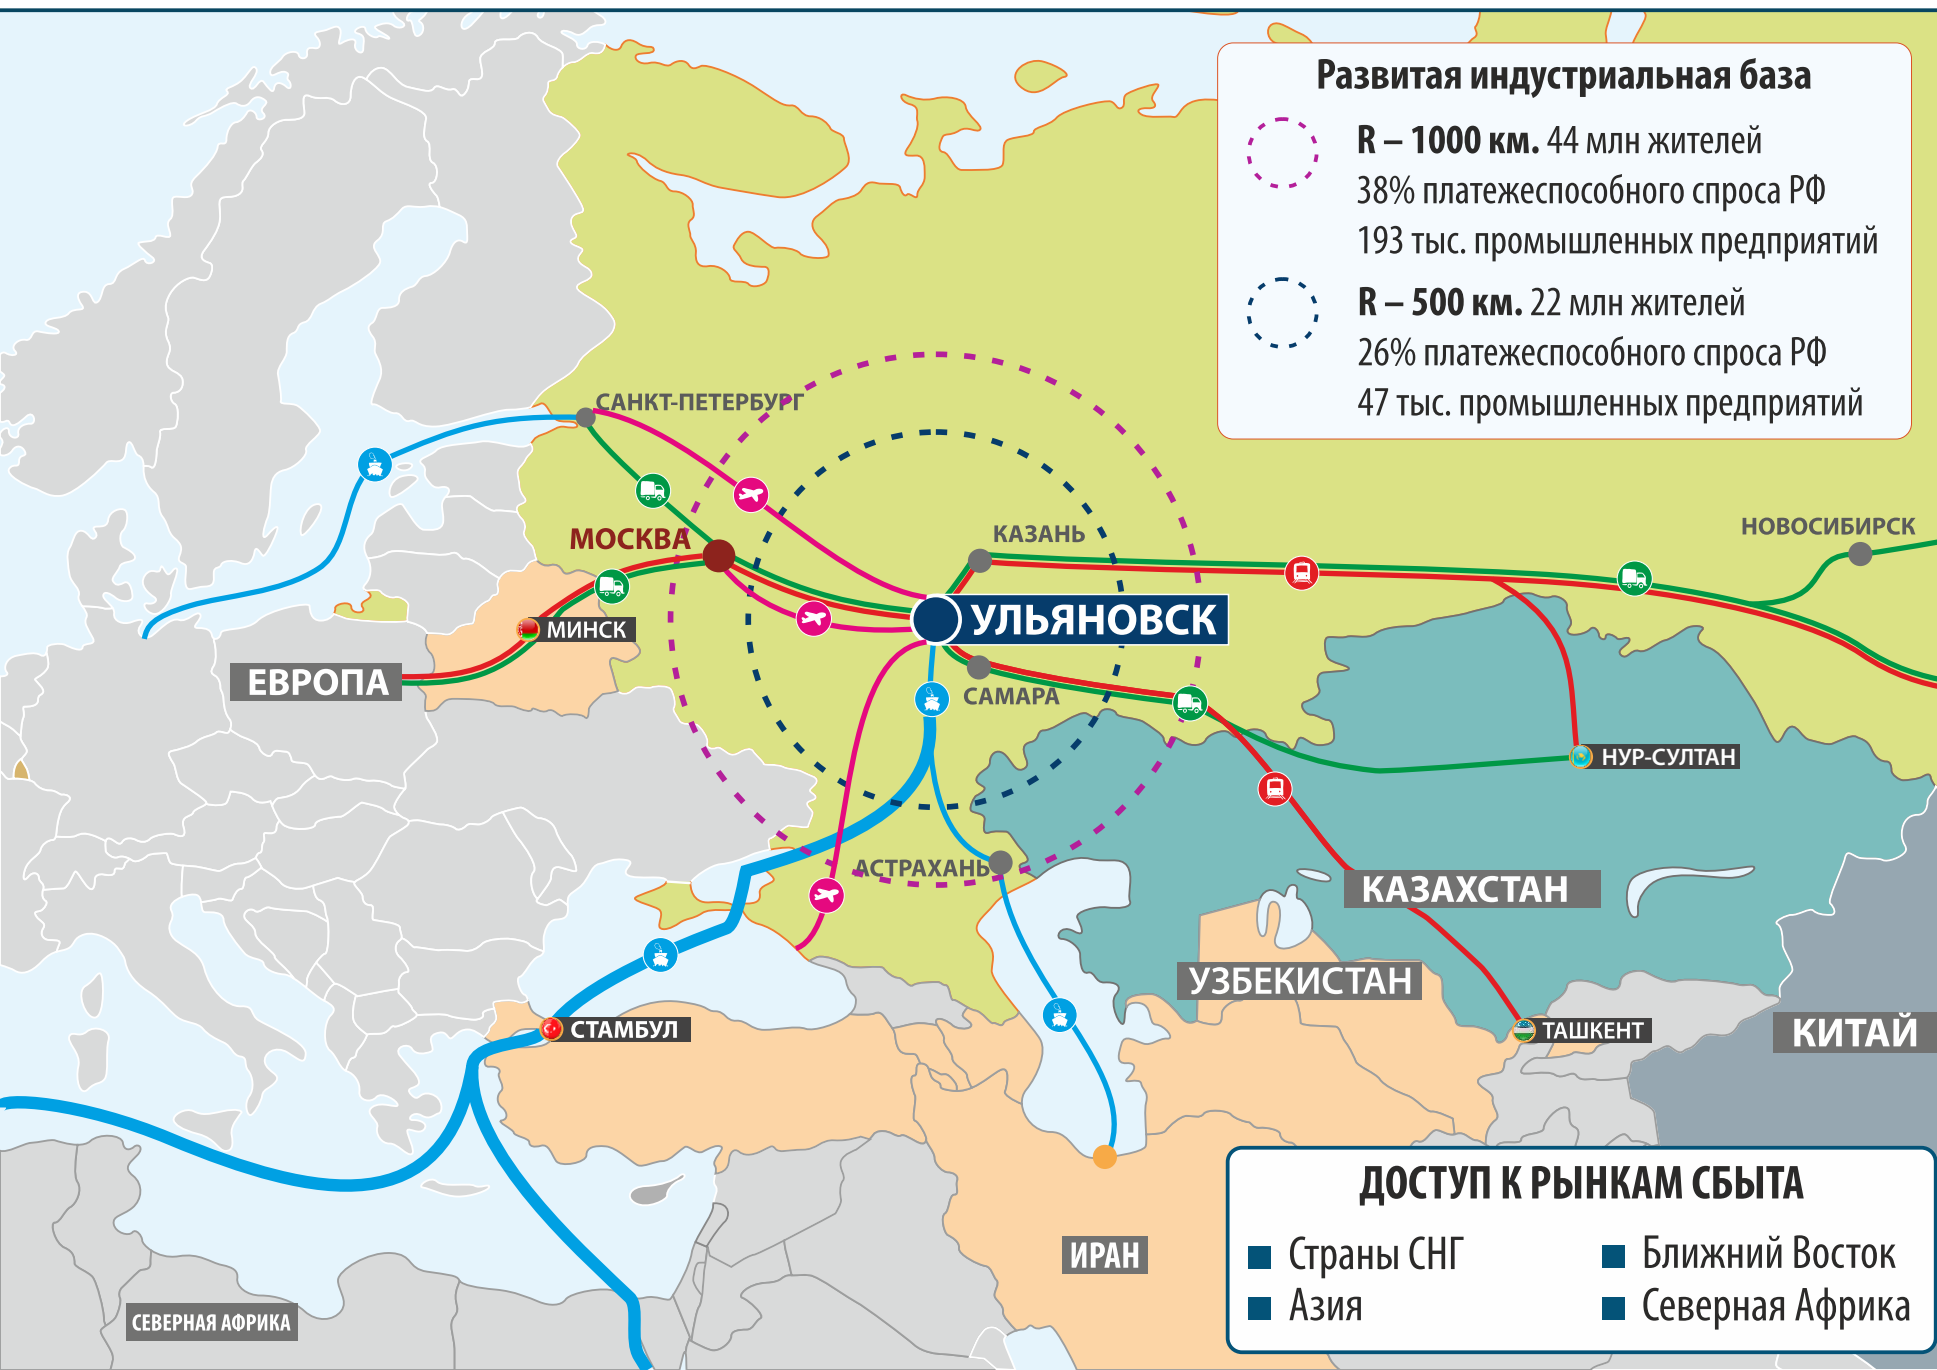 Развитая индустриальная база
R – 1000 км. 44 млн жителей
38% платежеспособного спроса РФ
193 тыс. промышленных предприятий
R – 500 км. 22 млн жителей
26% платежеспособного спроса РФ
47 тыс. промышленных предприятий
САНКТ-ПЕТЕРБУРГ
МОСКВА
КАЗАНЬ
НОВОСИБИРСК
УЛЬЯНОВСК
МИНСК
ЕВРОПА
САМАРА
НУР-СУЛТАН
АСТРАХАНЬ
КАЗАХСТАН
УЗБЕКИСТАН
СТАМБУЛ
ТАШКЕНТ
КИТАЙ
ИРАН
СЕВЕРНАЯ АФРИКА
ДОСТУП К РЫНКАМ СБЫТА
Страны СНГ
Азия
Ближний Восток
Северная Африка